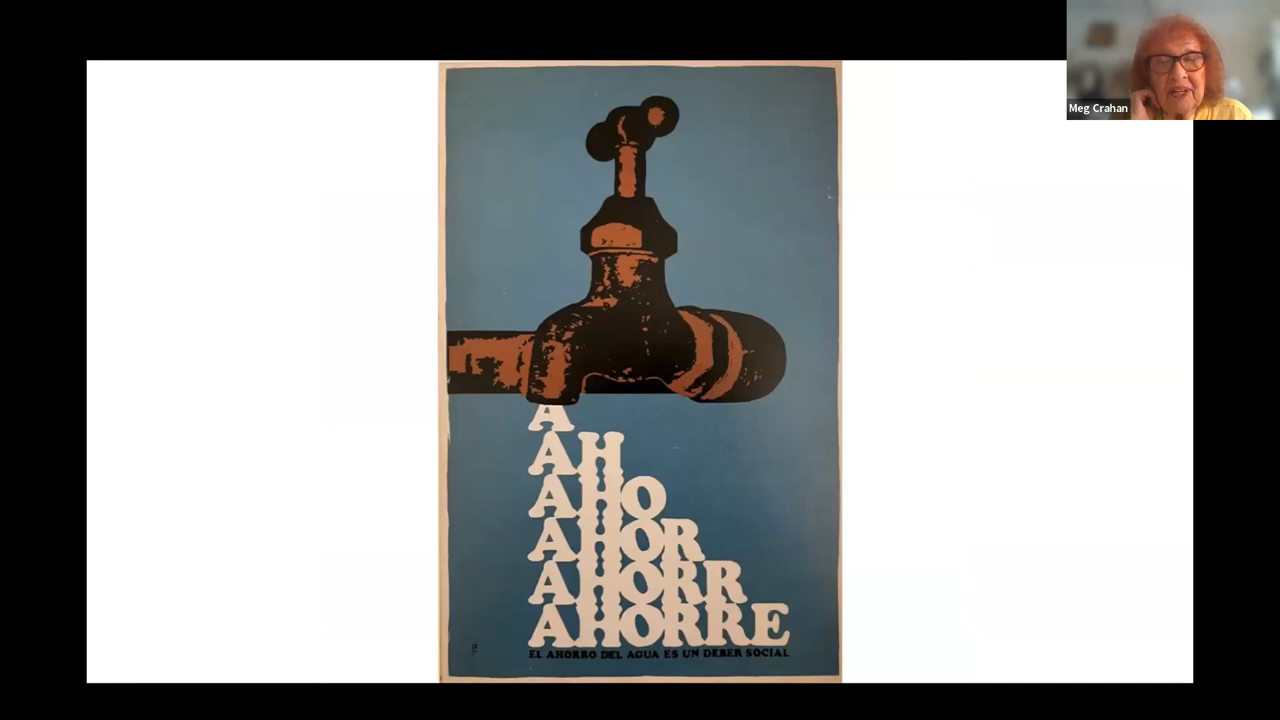 Meg Crahan
A
AH
AHO
AHOR
AHORR
AHORRE
EL AHORRO DEL AGUA ES UN DEBER SOCIAL